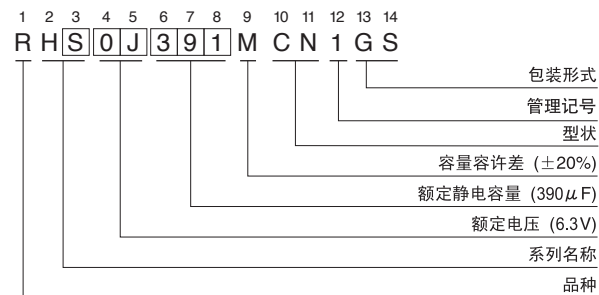 1 2 3 4 5 6 7 8 9 10 11 12 13 14
R H S 0 J 3 9 1 M C N 1 G S
包装形式
管理记号
型状
容量容许差 (±20%)
额定静电容量 (390μF)
额定电压 (6.3V)
系列名称
品种